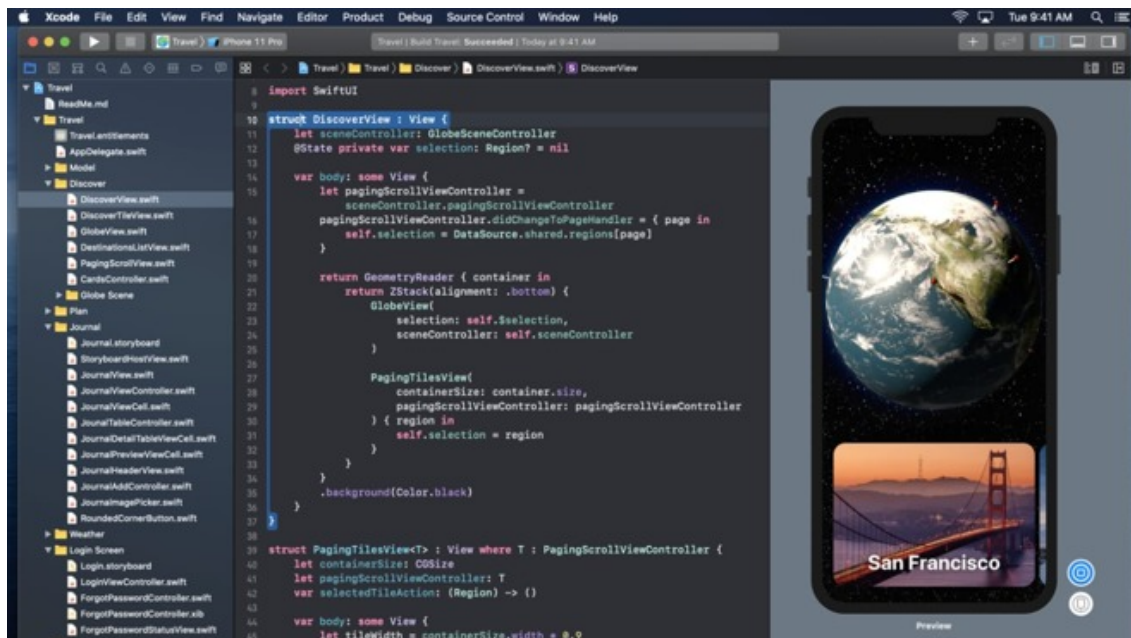 Xcode File Edit View Find Navigate Editor Product Debug Source Control Window Help
Tue 9:41 AM
Travel iPhone 11 Pro
Travel | Build Travel: Succeeded | Today at 9:41 AM
Travel Travel Discover DiscoverView.swift DiscoverView
Travel
ReadMe.md
Travel
Travel.entitlements
AppDelegate.swift
Model
Discover
DiscoverView.swift
DiscoverTileView.swift
GlobeView.swift
DestinationsListView.swift
PagingScrollView.swift
CardsController.swift
Globe Scene
Plan
Journal
Journal.storyboard
StoryboardHostView.swift
JournalView.swift
JournalViewController.swift
JournalViewCell.swift
JounalTableController.swift
JournalDetailTableViewCell.swift
JournalPreviewViewCell.swift
JournalHeaderView.swift
JournalAddController.swift
JournalImagePicker.swift
RoundedCornerButton.swift
Weather
Login Screen
Login.storyboard
LoginViewController.swift
ForgotPasswordController.swift
ForgotPasswordController.xib
ForgotPasswordStatusView.swift
8 import SwiftUI
9
10 struct DiscoverView : View {
11 let sceneController: GlobeSceneController
12 @State private var selection: Region? = nil
13
14 var body: some View {
15 let pagingScrollViewController =
sceneController.pagingScrollViewController
16 pagingScrollViewController.didChangeToPageHandler = { page in
17 self.selection = DataSource.shared.regions[page]
18 }
19
20 return GeometryReader { container in
21 return ZStack(alignment: .bottom) {
22 GlobeView(
23 selection: self.$selection,
24 sceneController: self.sceneController
25 )
26
27 PagingTilesView(
28 containerSize: container.size,
29 pagingScrollViewController: pagingScrollViewController
30 ) { region in
31 self.selection = region
32 }
33 }
34 }
35 .background(Color.black)
36 }
37 }
38
39 struct PagingTilesView<T> : View where T : PagingScrollViewController {
40 let containerSize: CGSize
41 let pagingScrollViewController: T
42 var selectedTileAction: (Region) -> ()
43
44 var body: some View {
45 let tileWidth = containerSize.width * 0.9
San Francisco
Preview